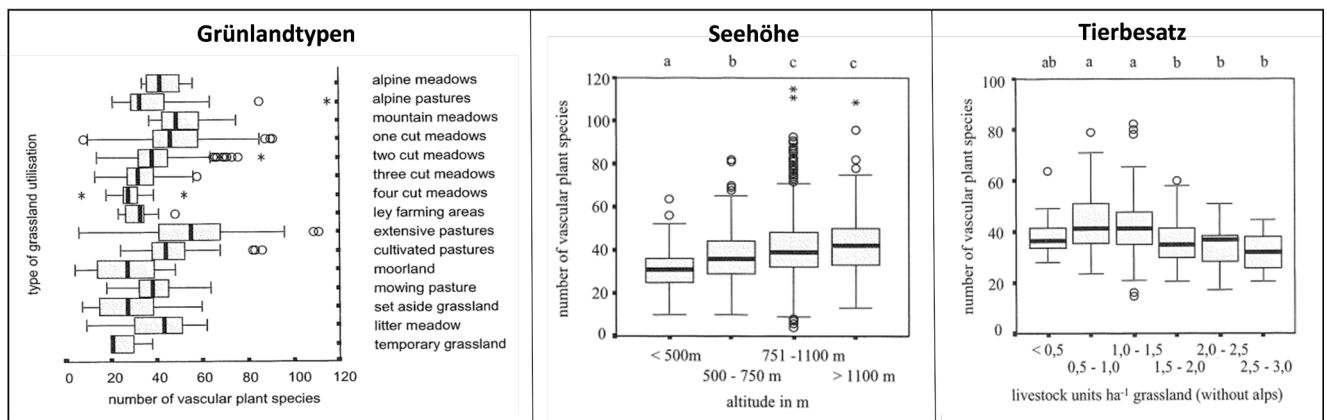 Grünlandtypen
type of grassland utilisation
alpine meadows
alpine pastures
mountain meadows
one cut meadows
two cut meadows
three cut meadows
four cut meadows
ley farming areas
extensive pastures
cultivated pastures
moorland
mowing pasture
set aside grassland
litter meadow
temporary grassland
0 20 40 60 80 100 120
number of vascular plant species
Seehöhe
a b c c
number of vascular plant species
120
100
80
60
40
20
0
< 500m 751 -1100 m
500 - 750 m > 1100 m
altitude in m
Tierbesatz
ab a a b b b
number of vascular plant species
100
80
60
40
20
0
< 0,5 1,0 - 1,5 2,0 - 2,5
0,5 - 1,0 1,5 - 2,0 2,5 - 3,0
livestock units ha⁻¹ grassland (without alps)